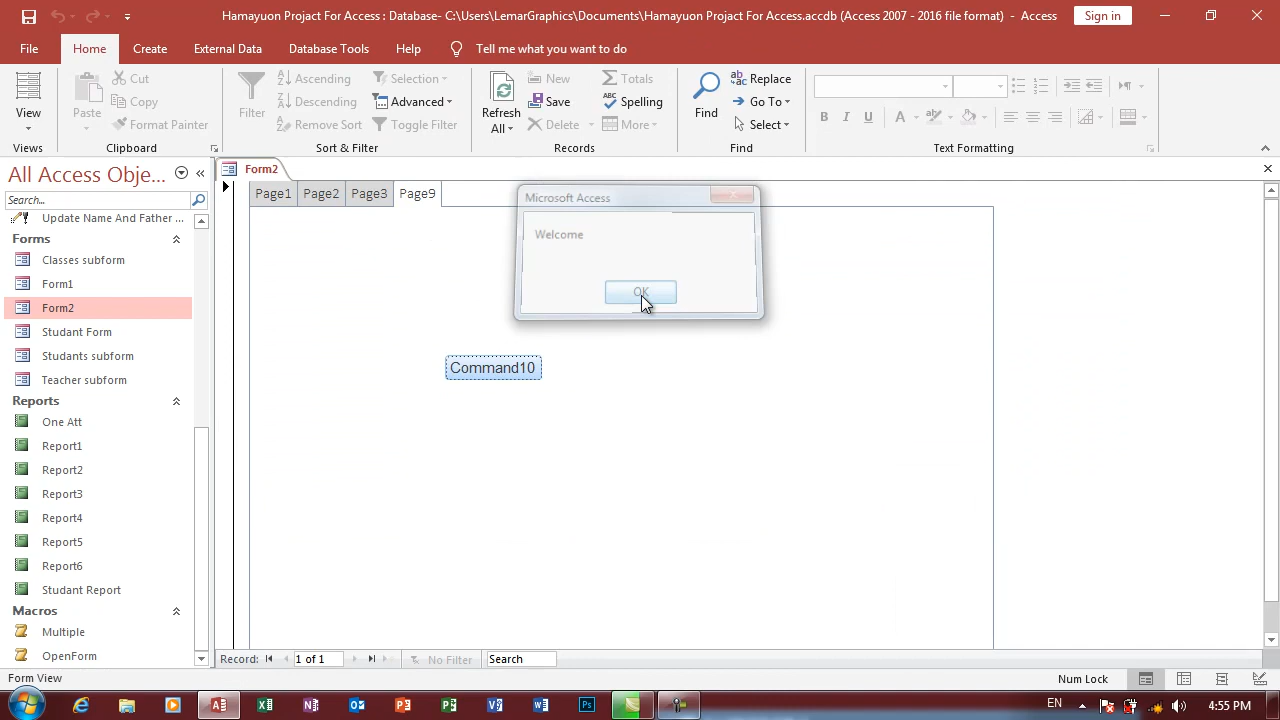 Hamayuon Projact For Access : Database- C:\Users\LemarGraphics\Documents\Hamayuon Projact For Access.accdb (Access 2007 - 2016 file format) - Access
Sign in
File
Home
Create
External Data
Database Tools
Help
Tell me what you want to do
View
Views
Paste
Cut
Copy
Format Painter
Clipboard
Filter
Ascending
Descending
Remove Sort
Selection
Advanced
Toggle Filter
Sort & Filter
Refresh
All
New
Save
Delete
Totals
Spelling
More
Records
Find
Replace
Go To
Select
Find
Text Formatting
All Access Obje...
Search...
Update Name And Father ...
Forms
Classes subform
Form1
Form2
Student Form
Students subform
Teacher subform
Reports
One Att
Report1
Report2
Report3
Report4
Report5
Report6
Student Report
Macros
Multiple
OpenForm
Form2
Page1
Page2
Page3
Page9
Microsoft Access
Welcome
OK
Command10
Record:
1 of 1
No Filter
Search
Form View
Num Lock
EN
4:55 PM